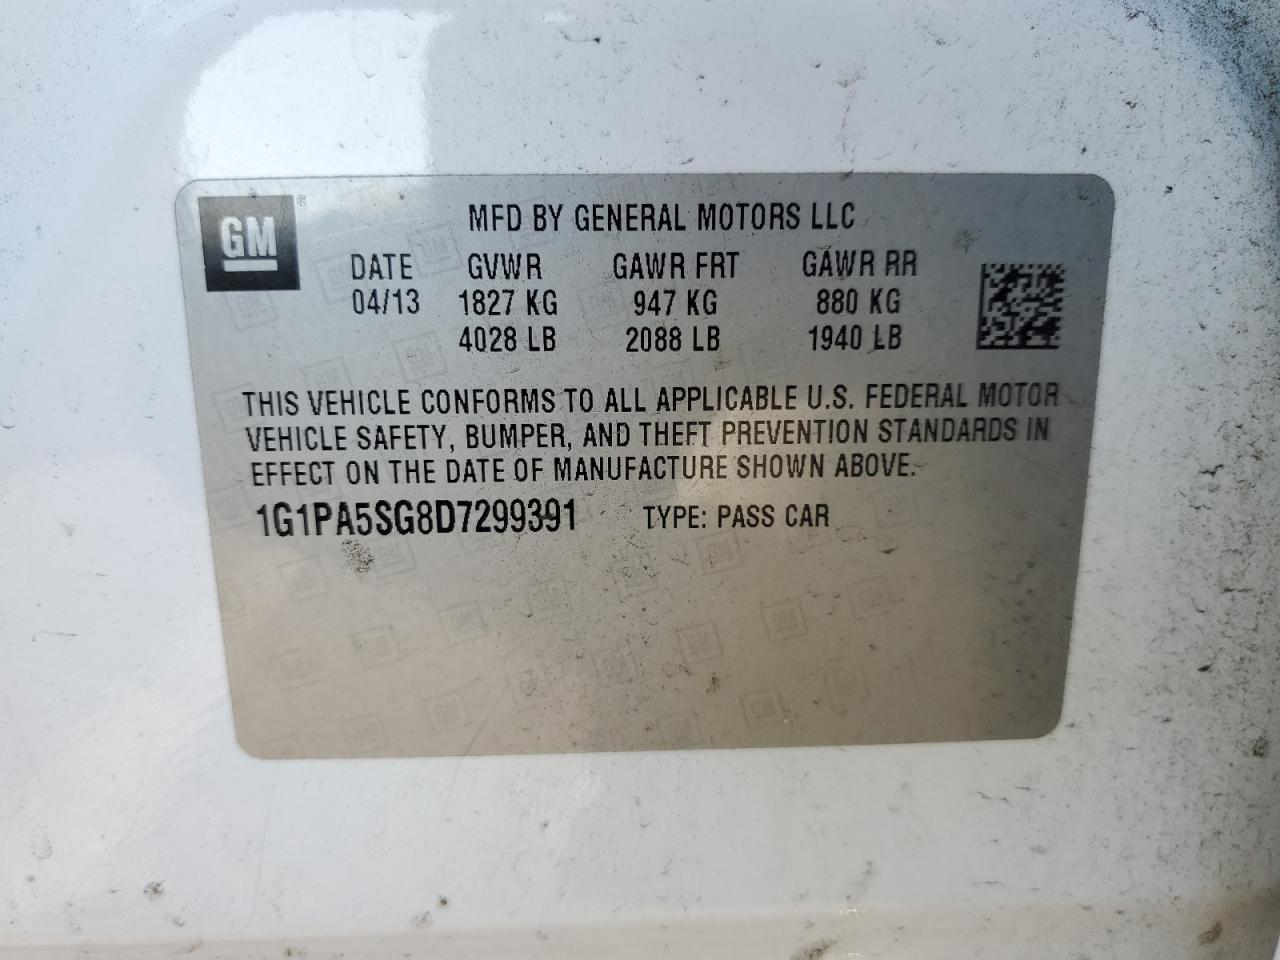 GM ®
MFD BY GENERAL MOTORS LLC
DATE GVWR GAWR FRT GAWR RR
04/13 1827 KG 947 KG 880 KG
4028 LB 2088 LB 1940 LB
THIS VEHICLE CONFORMS TO ALL APPLICABLE U.S. FEDERAL MOTOR
VEHICLE SAFETY, BUMPER, AND THEFT PREVENTION STANDARDS IN
EFFECT ON THE DATE OF MANUFACTURE SHOWN ABOVE.
1G1PA5SG8D7299391 TYPE: PASS CAR